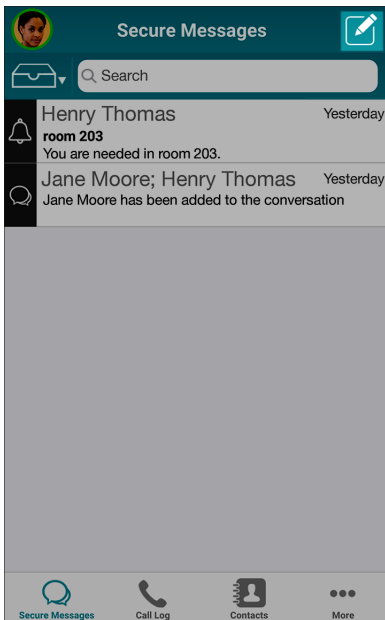 Secure Messages
Search
Henry Thomas Yesterday
room 203
You are needed in room 203.
Jane Moore; Henry Thomas Yesterday
Jane Moore has been added to the conversation
Secure Messages Call Log Contacts More